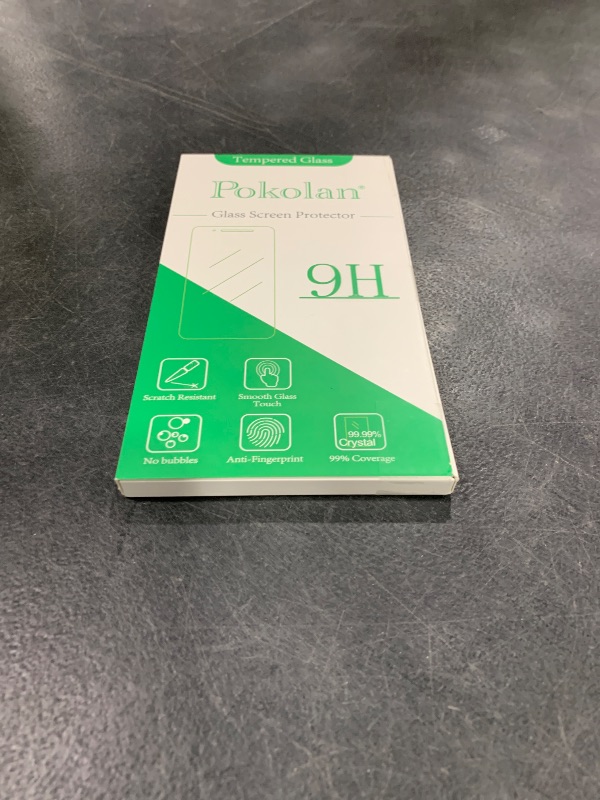 Tempered Glass
Pokolan®
Glass Screen Protector
9H
Scratch Resistant
Smooth Glass
Touch
99.99%
Crystal
No bubbles
Anti-Fingerprint
99% Coverage